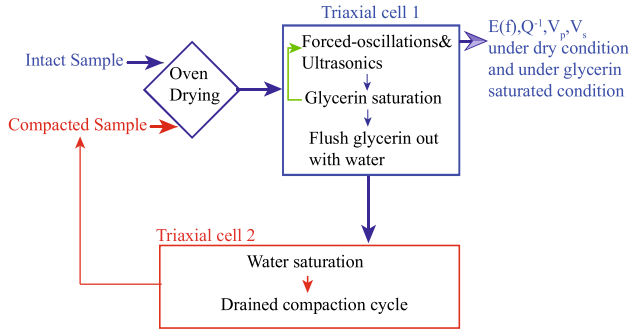 Triaxial cell 1
Intact Sample
Oven
Drying
Compacted Sample
Forced-oscillations&
Ultrasonics
Glycerin saturation
Flush glycerin out
with water
E(f),Q⁻¹,Vₚ,Vₛ
under dry condition
and under glycerin
saturated condition
Triaxial cell 2
Water saturation
Drained compaction cycle